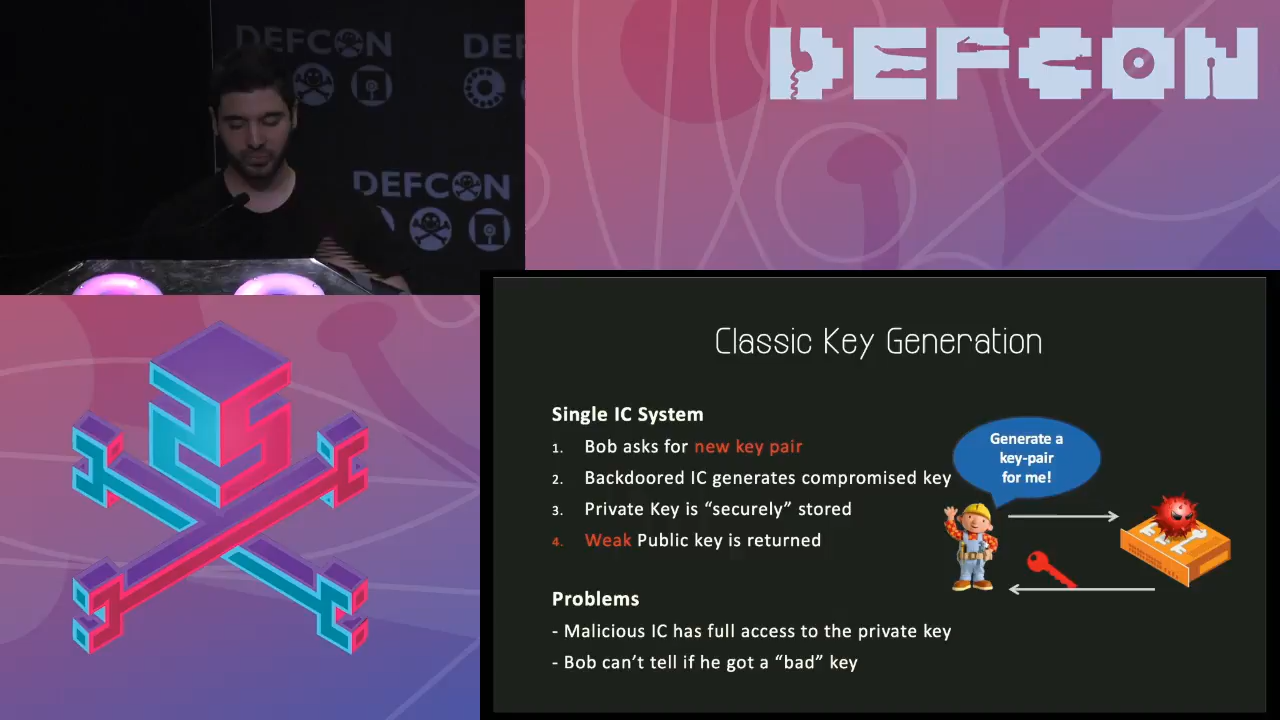 DEFCON
DEF
DEFCON
DEFCON
Classic Key Generation
Single IC System
1. Bob asks for new key pair
2. Backdoored IC generates compromised key
3. Private Key is “securely” stored
4. Weak Public key is returned
Generate a
key-pair
for me!
Problems
- Malicious IC has full access to the private key
- Bob can’t tell if he got a “bad” key